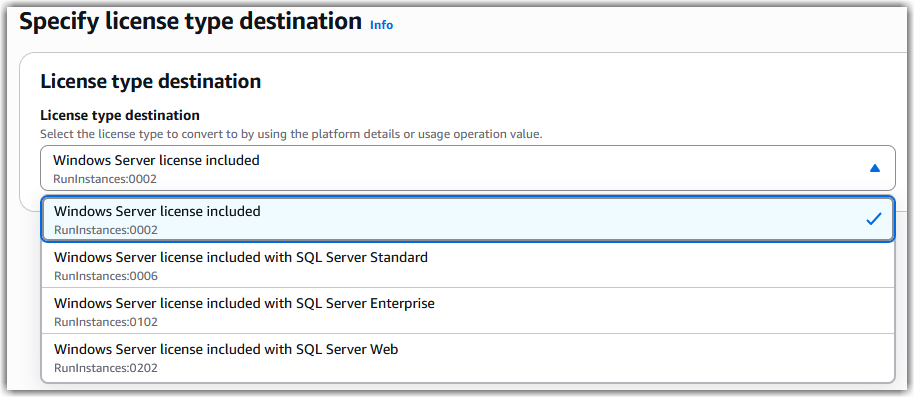 Specify license type destination Info
License type destination
License type destination
Select the license type to convert to by using the platform details or usage operation value.
Windows Server license included
RunInstances:0002
Windows Server license included
RunInstances:0002
Windows Server license included with SQL Server Standard
RunInstances:0006
Windows Server license included with SQL Server Enterprise
RunInstances:0102
Windows Server license included with SQL Server Web
RunInstances:0202